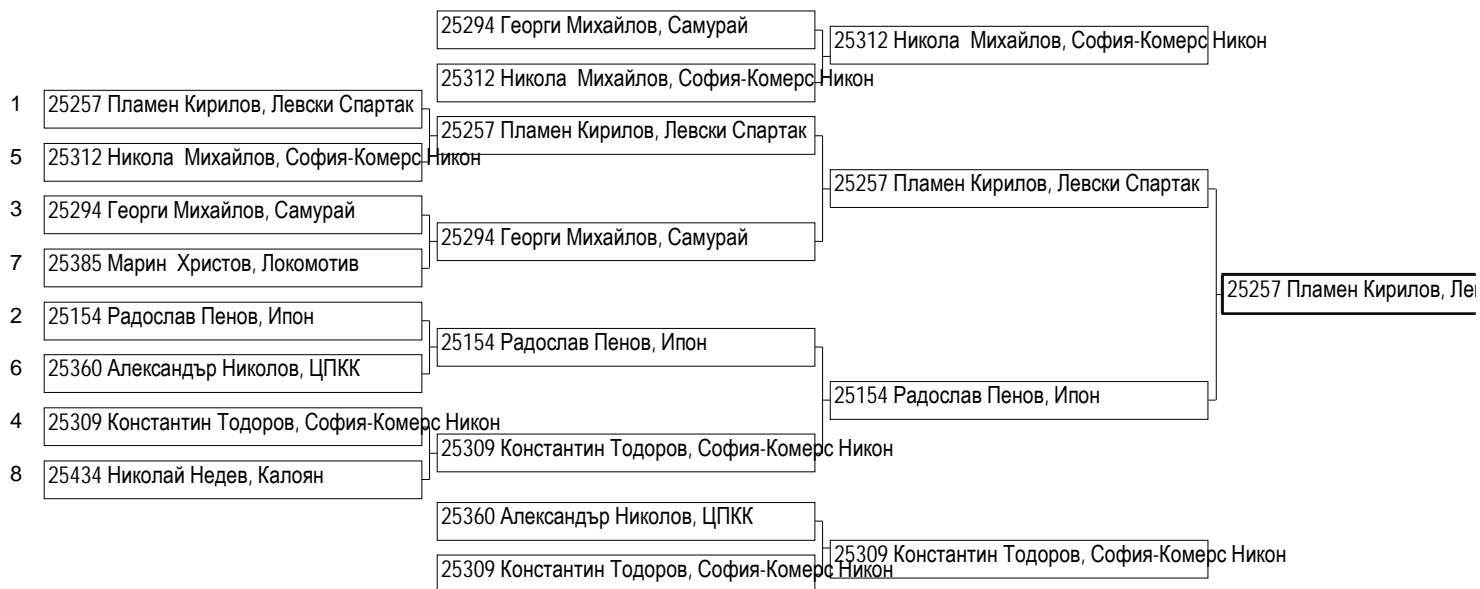 25294 Георги Михайлов, Самурай
25312 Никола  Михайлов, София-Комерс Никон
25312 Никола  Михайлов, София-Комерс Никон
1 25257 Пламен Кирилов, Левски Спартак
25257 Пламен Кирилов, Левски Спартак
5 25312 Никола  Михайлов, София-Комерс Никон
25257 Пламен Кирилов, Левски Спартак
3 25294 Георги Михайлов, Самурай
25294 Георги Михайлов, Самурай
7 25385 Марин  Христов, Локомотив
25257 Пламен Кирилов,
2 25154 Радослав Пенов, Ипон
25154 Радослав Пенов, Ипон
6 25360 Александър Николов, ЦПКК
25154 Радослав Пенов, Ипон
4 25309 Константин Тодоров, София-Комерс Никон
25309 Константин Тодоров, София-Комерс Никон
8 25434 Николай Недев, Калоян
25360 Александър Николов, ЦПКК
25309 Константин Тодоров, София-Комерс Никон
25309 Константин Тодоров, София-Комерс Никон